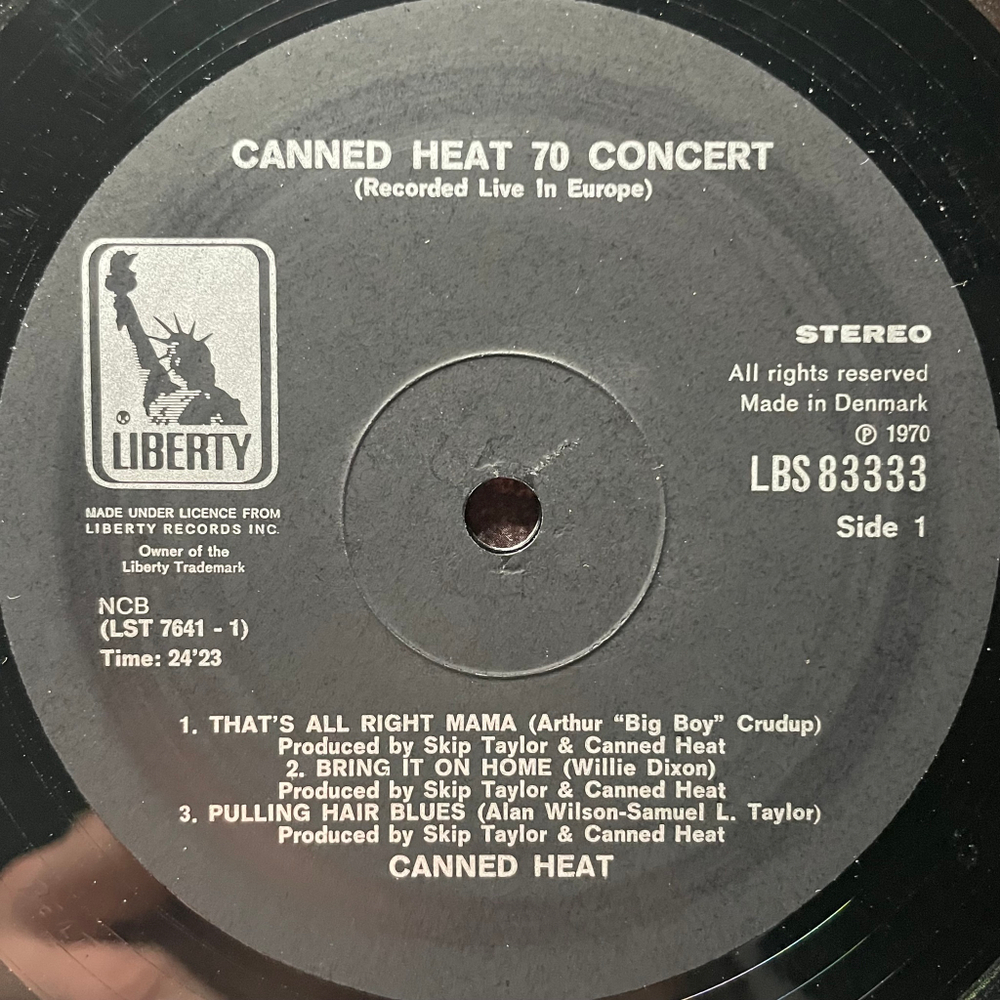 CANNED HEAT 70 CONCERT
(Recorded Live In Europe)
LIBERTY
MADE UNDER LICENCE FROM
LIBERTY RECORDS INC.
Owner of the
Liberty Trademark
NCB
(LST 7641 - 1)
Time: 24'23
STEREO
All rights reserved
Made in Denmark
℗ 1970
LBS 83333
Side 1
1. THAT'S ALL RIGHT MAMA (Arthur "Big Boy" Crudup)
Produced by Skip Taylor & Canned Heat
2. BRING IT ON HOME (Willie Dixon)
Produced by Skip Taylor & Canned Heat
3. PULLING HAIR BLUES (Alan Wilson-Samuel L. Taylor)
Produced by Skip Taylor & Canned Heat
CANNED HEAT